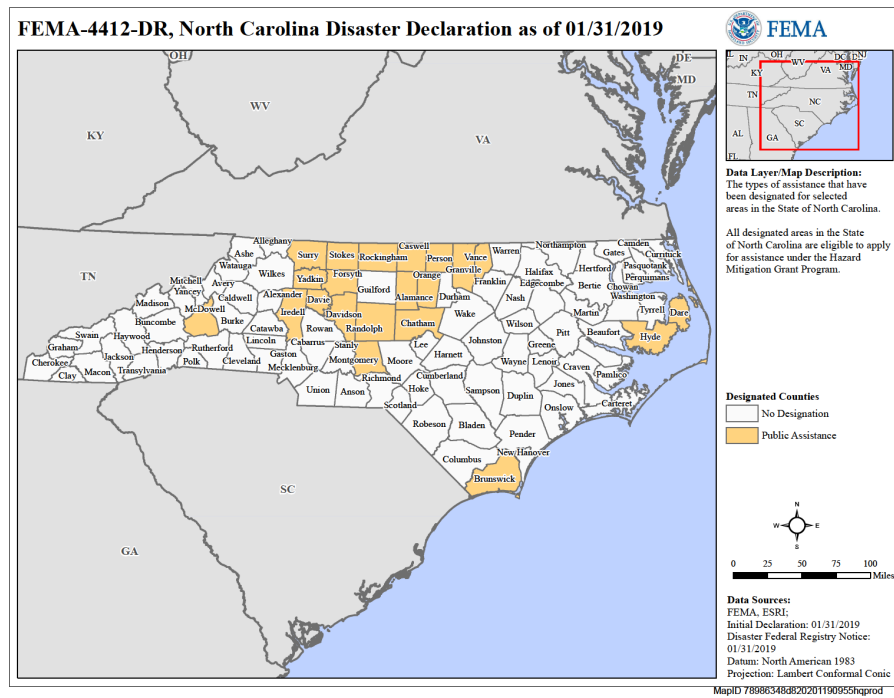 FEMA-4412-DR, North Carolina Disaster Declaration as of 01/31/2019
FEMA
OH
WV
KY
VA
DE
MD
TN
SC
GA
Alleghany
Ashe
Surry
Stokes
Rockingham
Caswell
Person
Vance
Warren
Northampton
Gates
Camden
Currituck
Pasquotank
Perquimans
Chowan
Watauga
Wilkes
Yadkin
Forsyth
Guilford
Orange
Granville
Franklin
Halifax
Hertford
Bertie
Mitchell
Avery
Yancey
Caldwell
Alexander
Davie
Alamance
Durham
Nash
Edgecombe
Washington
Martin
Tyrrell
Dare
Madison
McDowell
Burke
Iredell
Davidson
Randolph
Chatham
Wake
Wilson
Pitt
Beaufort
Hyde
Buncombe
Catawba
Rowan
Swain
Haywood
Rutherford
Lincoln
Cabarrus
Stanly
Montgomery
Moore
Lee
Harnett
Johnston
Greene
Wayne
Lenoir
Craven
Pamlico
Graham
Jackson
Henderson
Polk
Cleveland
Gaston
Mecklenburg
Cherokee
Clay
Macon
Transylvania
Union
Anson
Richmond
Cumberland
Hoke
Scotland
Sampson
Duplin
Jones
Onslow
Carteret
Robeson
Bladen
Pender
Columbus
New Hanover
Brunswick
IL
IN
OH
WV
DC
DE
NJ
MD
KY
VA
TN
NC
SC
AL
GA
FL
Data Layer/Map Description:
The types of assistance that have
been designated for selected
areas in the State of North Carolina.
All designated areas in the State
of North Carolina are eligible to apply
for assistance under the Hazard
Mitigation Grant Program.
Designated Counties
No Designation
Public Assistance
N
W
E
S
0 25 50 75 100
Miles
Data Sources:
FEMA, ESRI;
Initial Declaration: 01/31/2019
Disaster Federal Registry Notice:
01/31/2019
Datum: North American 1983
Projection: Lambert Conformal Conic
MapID 78986348d820201190955hqprod